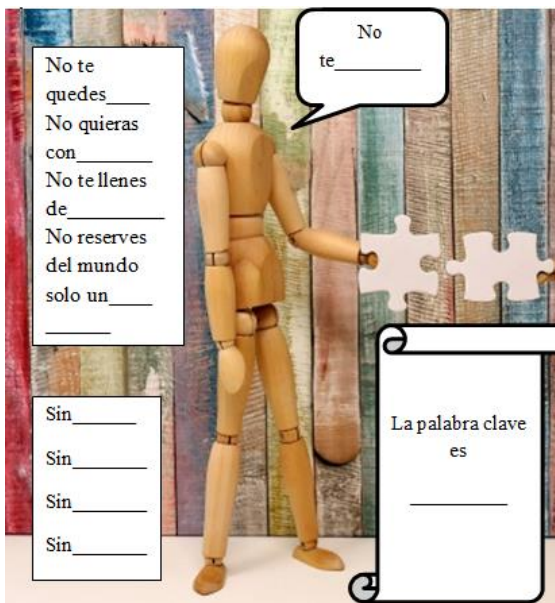 No te
quedes____
No quieras
con_______
No te llenes
de_________
No reserves
del mundo
solo un____
______
No
te________
Sin______
Sin_______
Sin_______
Sin_______
La palabra clave
es
_________